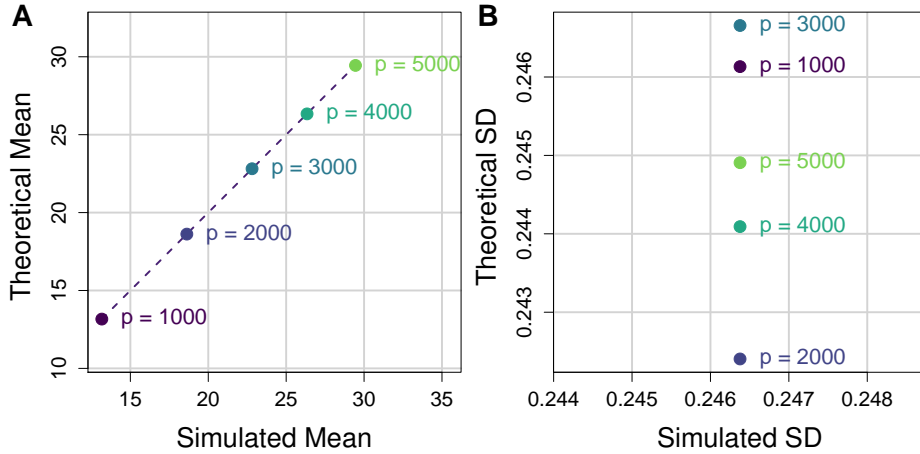 A
Theoretical Mean
30
25
20
15
10
p = 5000
p = 4000
p = 3000
p = 2000
p = 1000
15 20 25 30 35
Simulated Mean
B
Theoretical SD
0.246
0.245
0.244
0.243
p = 3000
p = 1000
p = 5000
p = 4000
p = 2000
0.244 0.245 0.246 0.247 0.248
Simulated SD